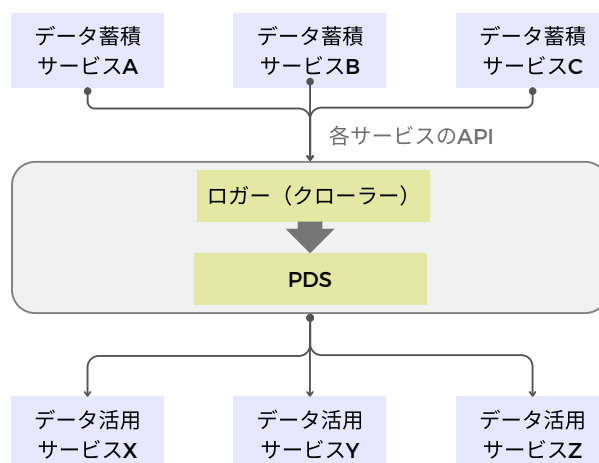 データ蓄積
サービスA
データ蓄積
サービスB
データ蓄積
サービスC
各サービスのAPI
ロガー（クローラー）
PDS
データ活用
サービスX
データ活用
サービスY
データ活用
サービスZ